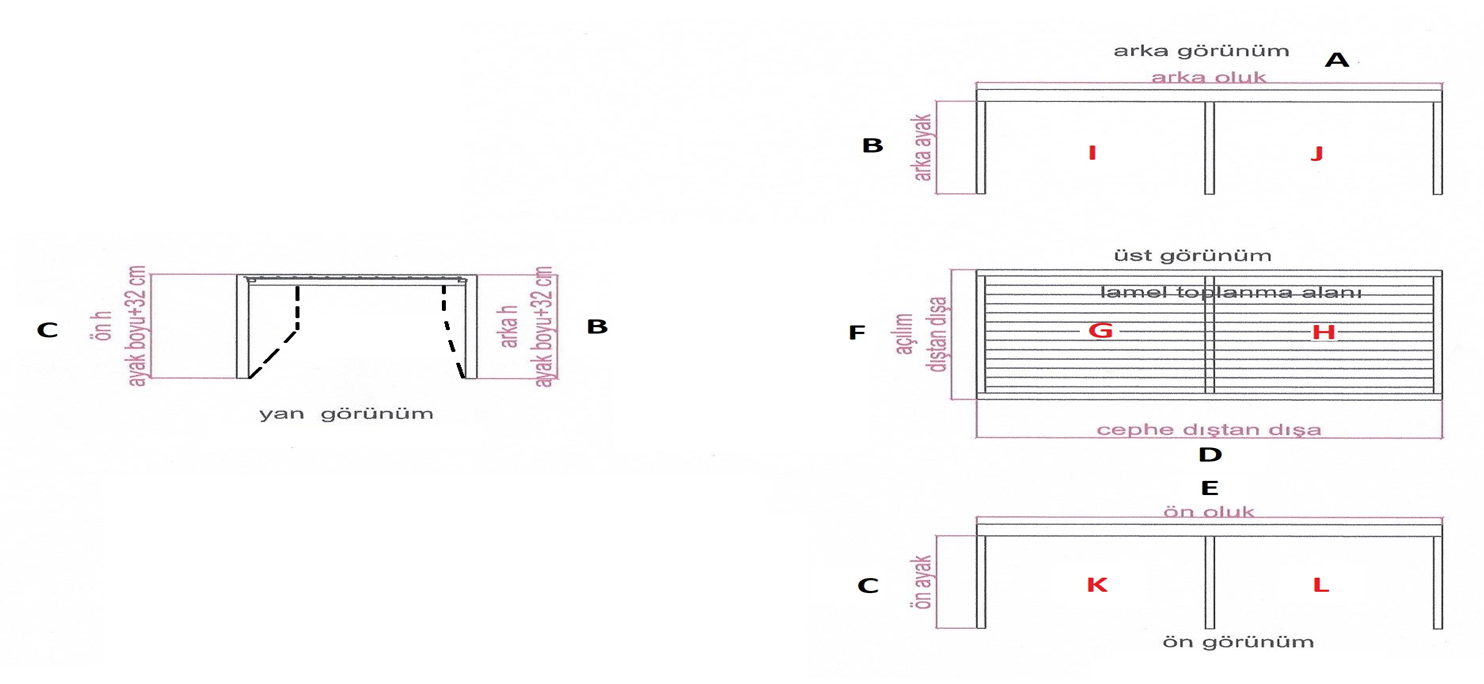 arka görünüm
A
arka oluk
B
arka ayak
I
J
C
ön h
ayak boyu+32 cm
arka h
ayak boyu+32 cm
B
yan görünüm
üst görünüm
lamel toplanma alanı
F
açılım
dıştan dışa
G
H
cephe dıştan dışa
D
E
ön oluk
C
ön ayak
K
L
ön görünüm